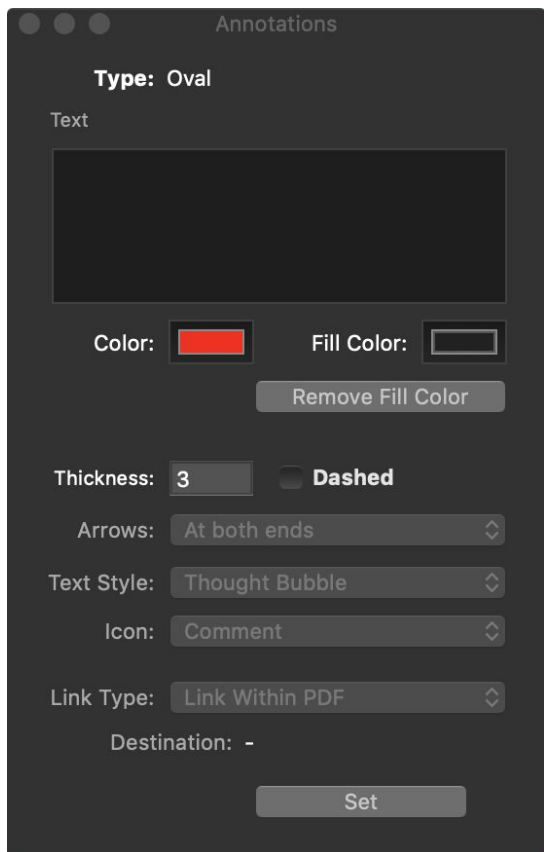 Annotations
Type: Oval
Text
Color: Fill Color:
Remove Fill Color
Thickness: 3 Dashed
Arrows: At both ends
Text Style: Thought Bubble
Icon: Comment
Link Type: Link Within PDF
Destination: -
Set